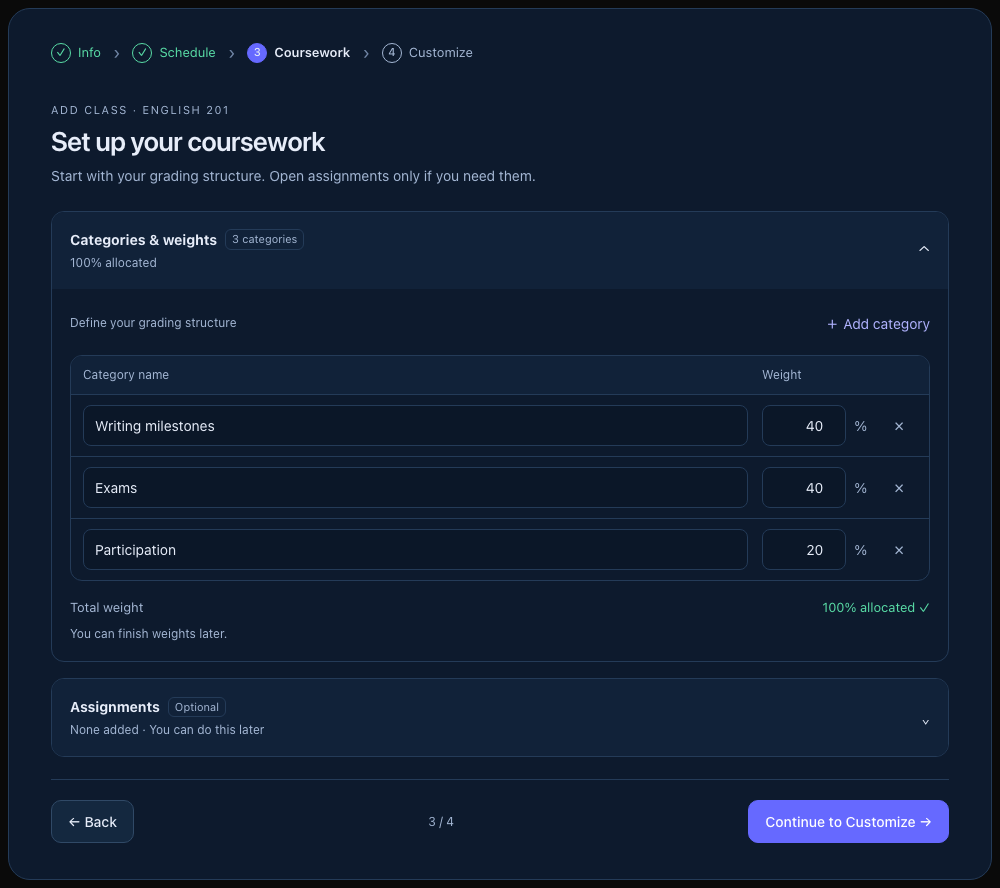 ✓ Info › ✓ Schedule › 3 Coursework › 4 Customize
ADD CLASS · ENGLISH 201
Set up your coursework
Start with your grading structure. Open assignments only if you need them.
Categories & weights 3 categories
100% allocated
Define your grading structure + Add category
Category name Weight
Writing milestones 40 % ×
Exams 40 % ×
Participation 20 % ×
Total weight 100% allocated ✓
You can finish weights later.
Assignments Optional
None added · You can do this later
← Back 3 / 4 Continue to Customize →